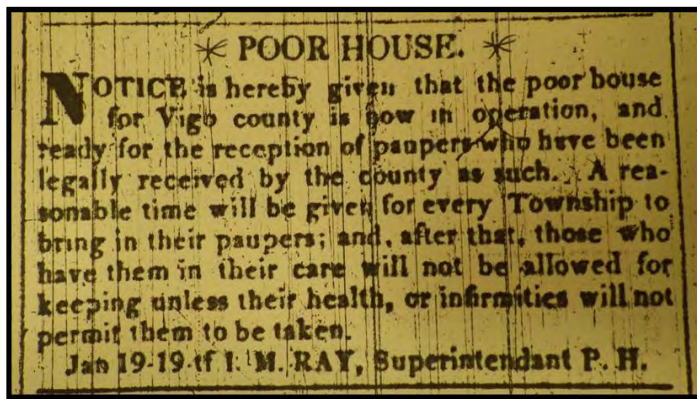 POOR HOUSE.
NOTICE is hereby given that the poor house
for Vigo county is now in operation, and
ready for the reception of paupers who have been
legally received by the county as such. A rea-
sonable time will be given for every Township to
bring in their paupers; and, after that, those who
have them in their care will not be allowed for
keeping unless their health, or infirmities will not
permit them to be taken.
Jan 19-19-tf I. M. RAY, Superintendant P. H.